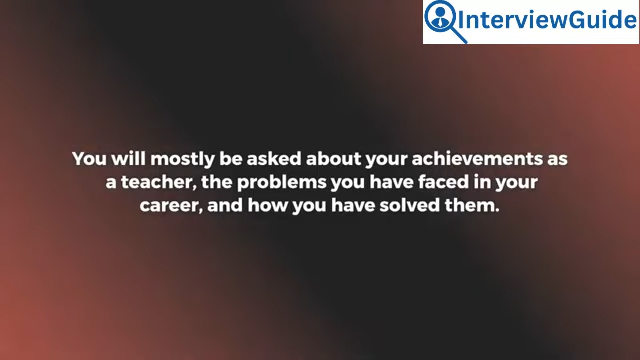 InterviewGuide
You will mostly be asked about your achievements as
a teacher, the problems you have faced in your
career, and how you have solved them.